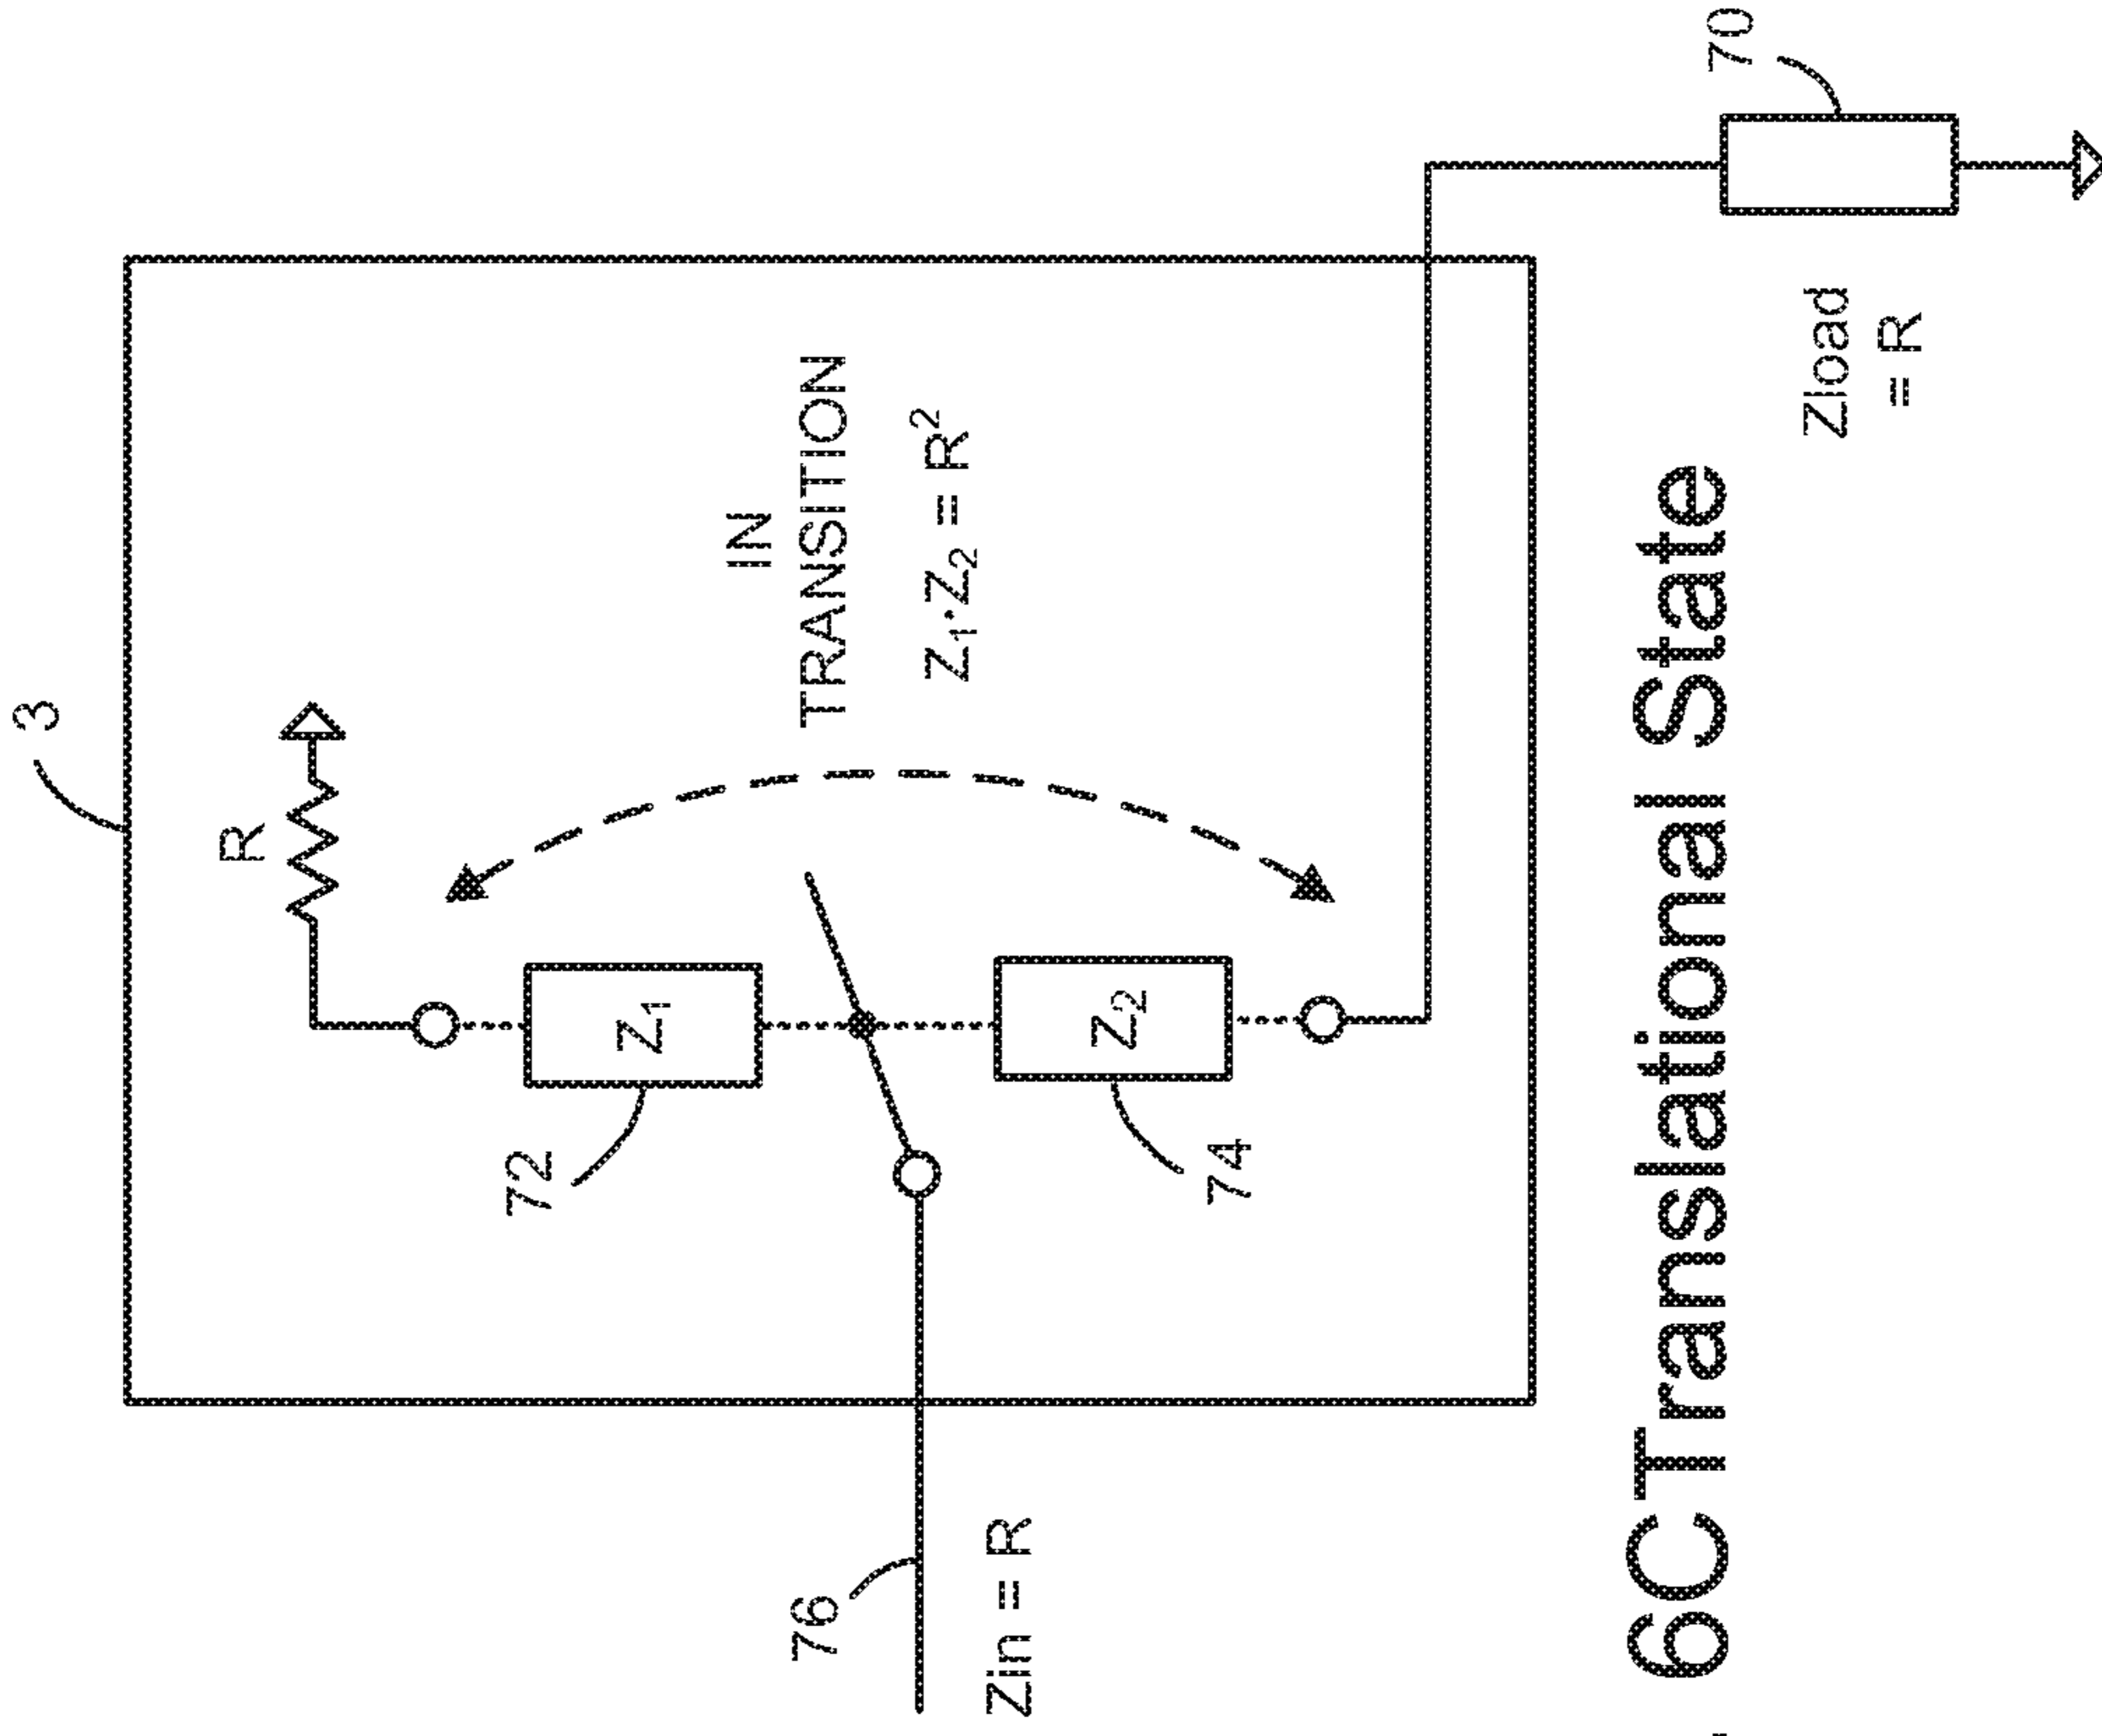 3
R
IN
TRANSITION
Z₁·Z₂ = R²
Z₁
72
Z₂
74
76
Zin = R
70
Zload
= R
6C Translational State